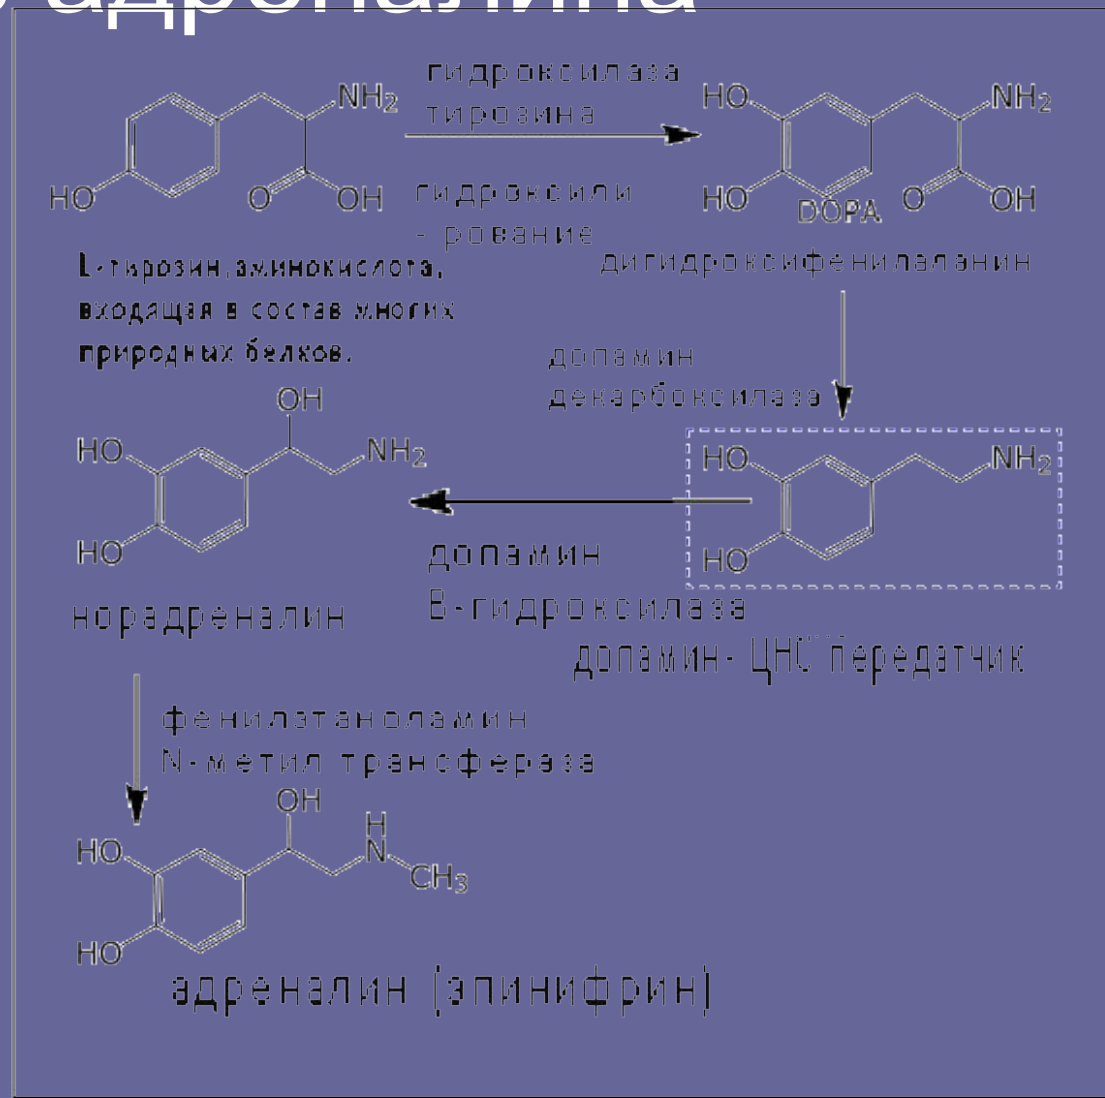 адреналина
гидроксилаза
тирозина
NH2
HO
O
OH
гидроксили
- рование
HO
NH2
HO
DOPA
O
OH
L-тирозин,аминокислота,
входящая в состав многих
природных белков.
дигидроксифенилаланин
допамин
декарбоксилаза
OH
HO
NH2
HO
норадреналин
HO
NH2
HO
допамин
В-гидроксилаза
допамин- ЦНС передатчик
фенилэтаноламин
N-метил трансфераза
OH
HO
H
N
CH3
HO
адреналин (эпинифрин)